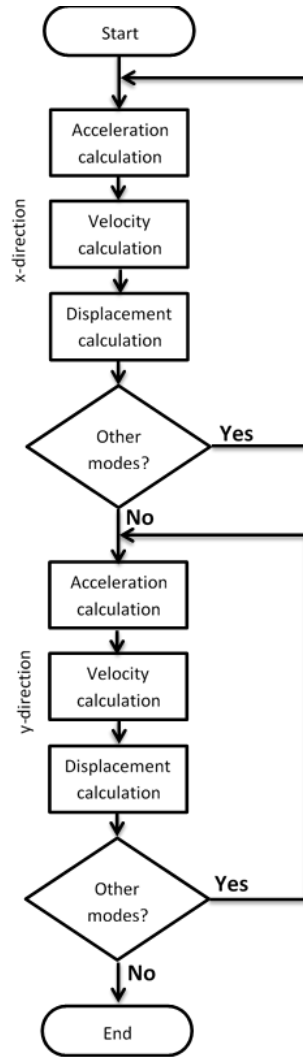 Start
Acceleration
calculation
x-direction
Velocity
calculation
Displacement
calculation
Other
modes?
Yes
No
Acceleration
calculation
y-direction
Velocity
calculation
Displacement
calculation
Other
modes?
Yes
No
End